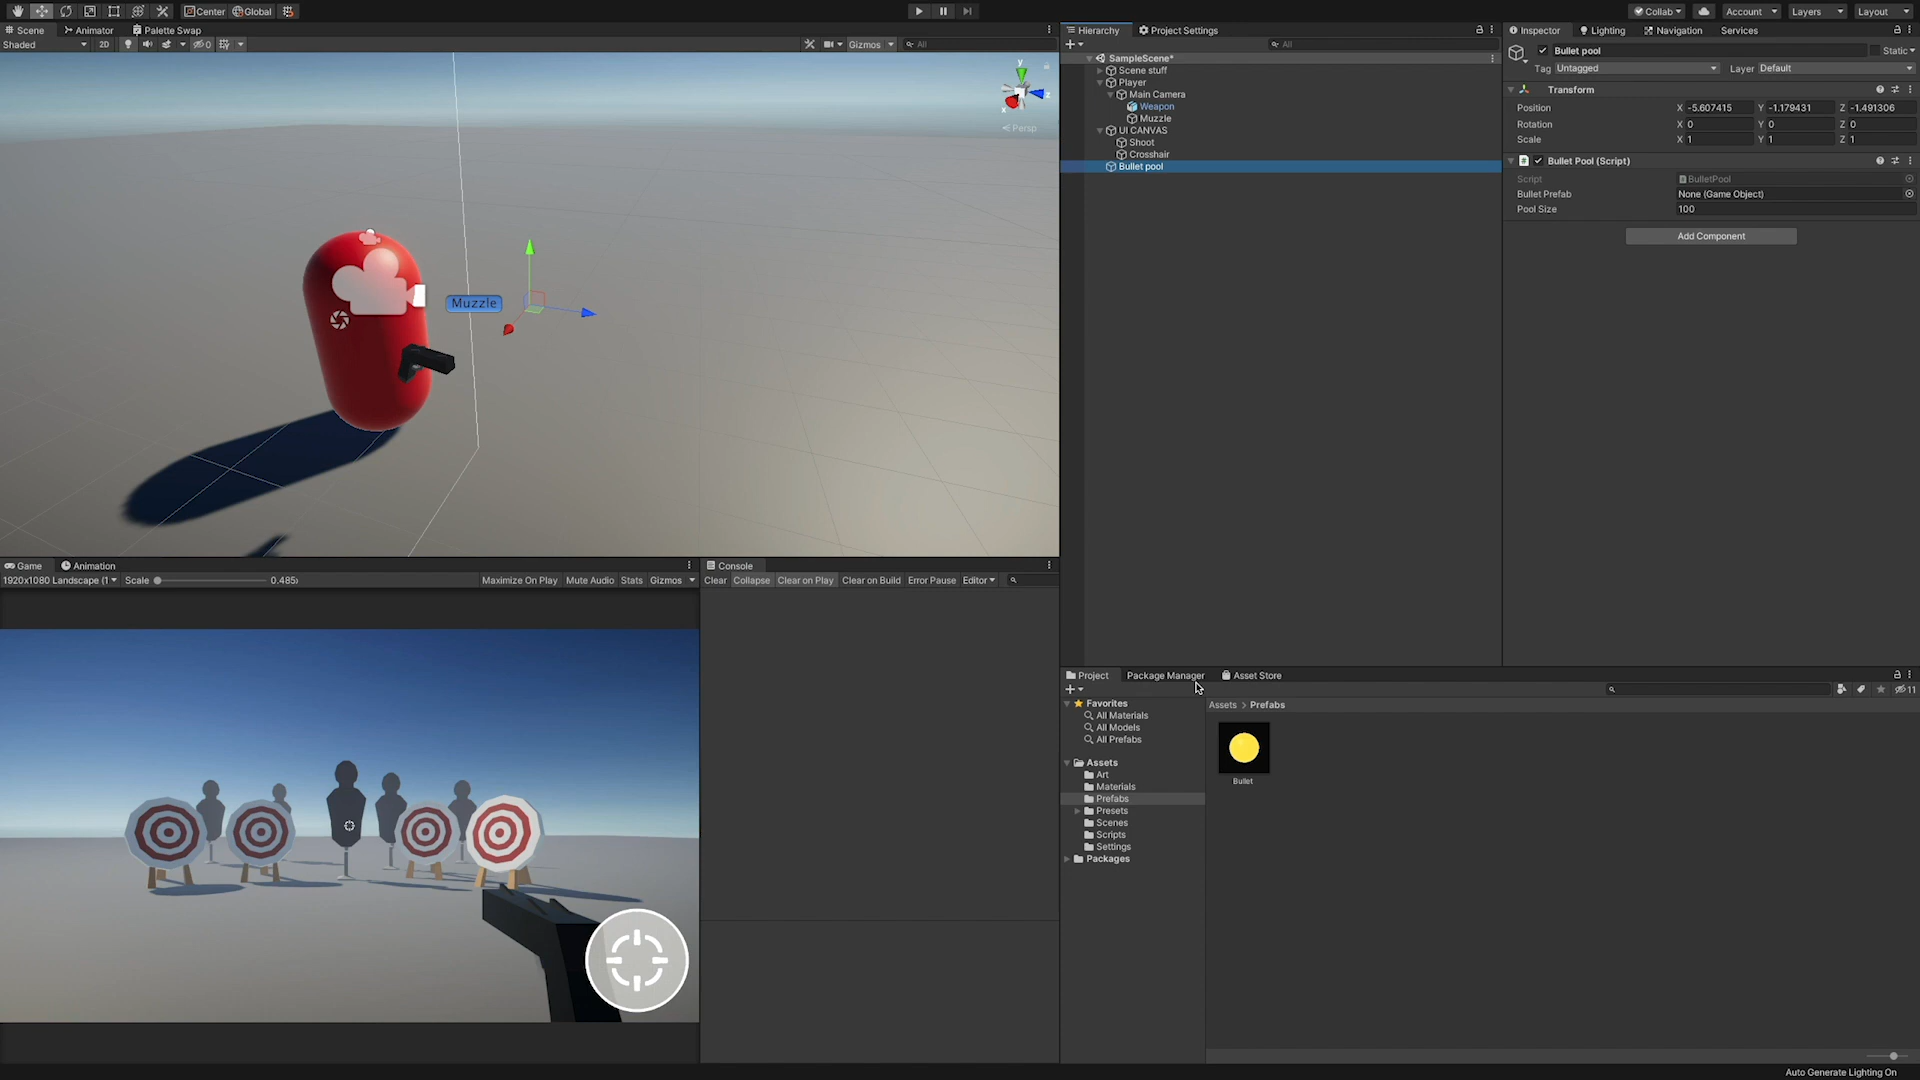 Center Global
Collab Account Layers Layout
Scene Animator Palette Swap
Shaded 2D 0 Gizmos All
y
x z
Persp
Muzzle
Game Animation
1920x1080 Landscape (1 Scale 0.485 Maximize On Play Mute Audio Stats Gizmos
Console
Clear Collapse Clear on Play Clear on Build Error Pause Editor
Hierarchy Project Settings
All
SampleScene*
Scene stuff
Player
Main Camera
Weapon
Muzzle
UI CANVAS
Shoot
Crosshair
Bullet pool
Inspector Lighting Navigation Services
Bullet pool Static
Tag Untagged Layer Default
Transform
Position X -5.607415 Y -1.179431 Z -1.491306
Rotation X 0 Y 0 Z 0
Scale X 1 Y 1 Z 1
Bullet Pool (Script)
Script BulletPool
Bullet Prefab None (Game Object)
Pool Size 100
Add Component
Project Package Manager Asset Store
11
Favorites
All Materials
All Models
All Prefabs
Assets
Art
Materials
Prefabs
Presets
Scenes
Scripts
Settings
Packages
Assets > Prefabs
Bullet
Auto Generate Lighting On